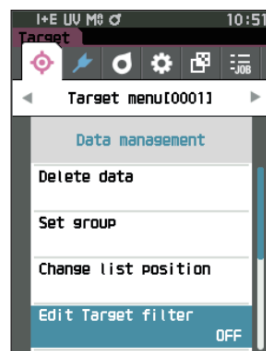 I+E UV M0 σ 10:51
Target
-JOB
Target menu[0001]
Data management
Delete data
Set group
Change list position
Edit Target filter
OFF